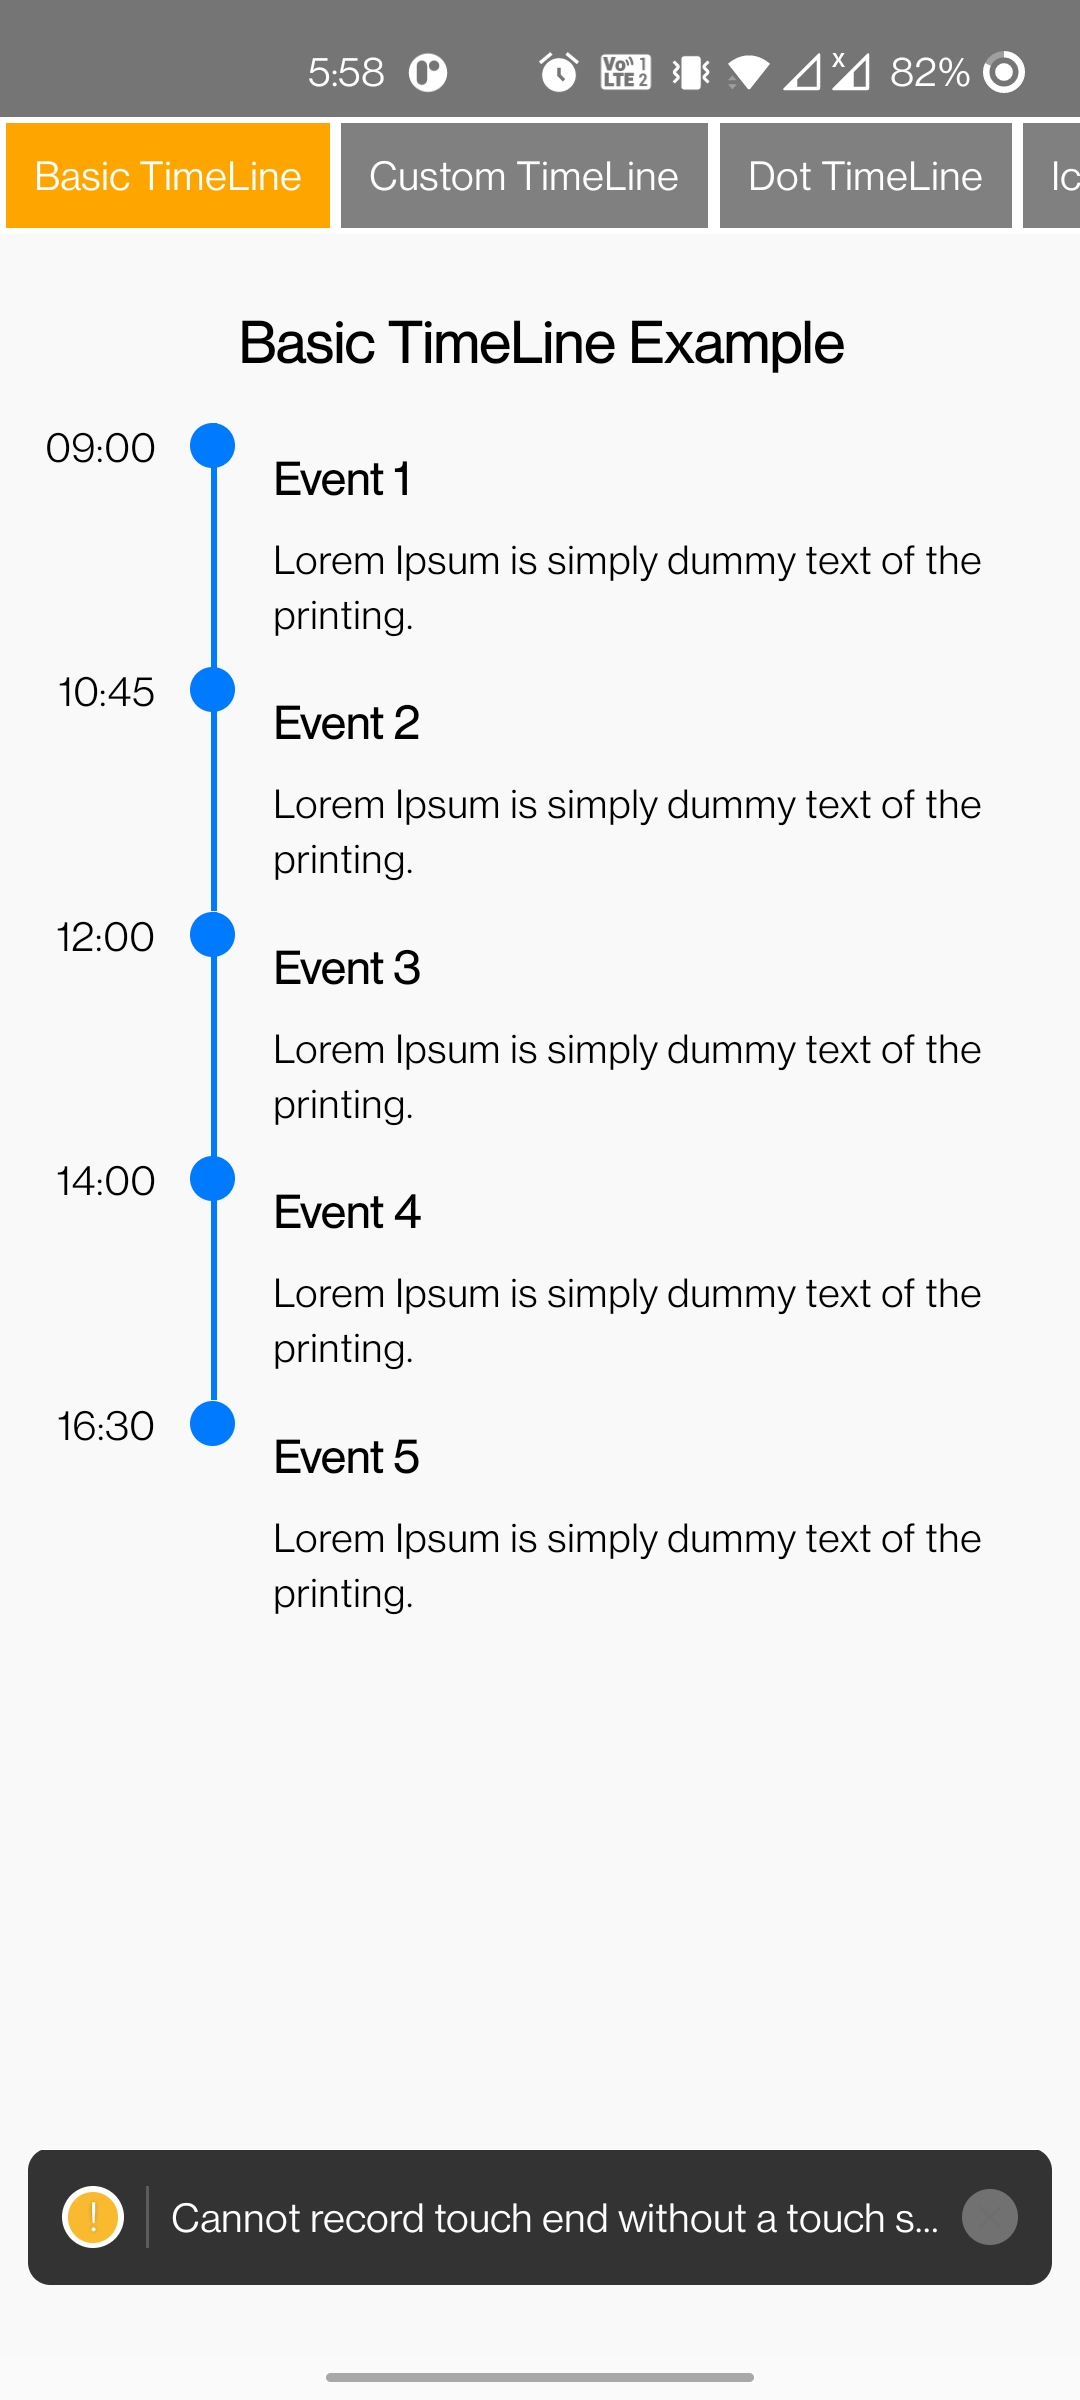 5:58 Vo)) 1 LTE 2 x 82%
Basic TimeLine Custom TimeLine Dot TimeLine Ic
Basic TimeLine Example
09:00
Event 1
Lorem Ipsum is simply dummy text of the
printing.
10:45
Event 2
Lorem Ipsum is simply dummy text of the
printing.
12:00
Event 3
Lorem Ipsum is simply dummy text of the
printing.
14:00
Event 4
Lorem Ipsum is simply dummy text of the
printing.
16:30
Event 5
Lorem Ipsum is simply dummy text of the
printing.
! Cannot record touch end without a touch s...